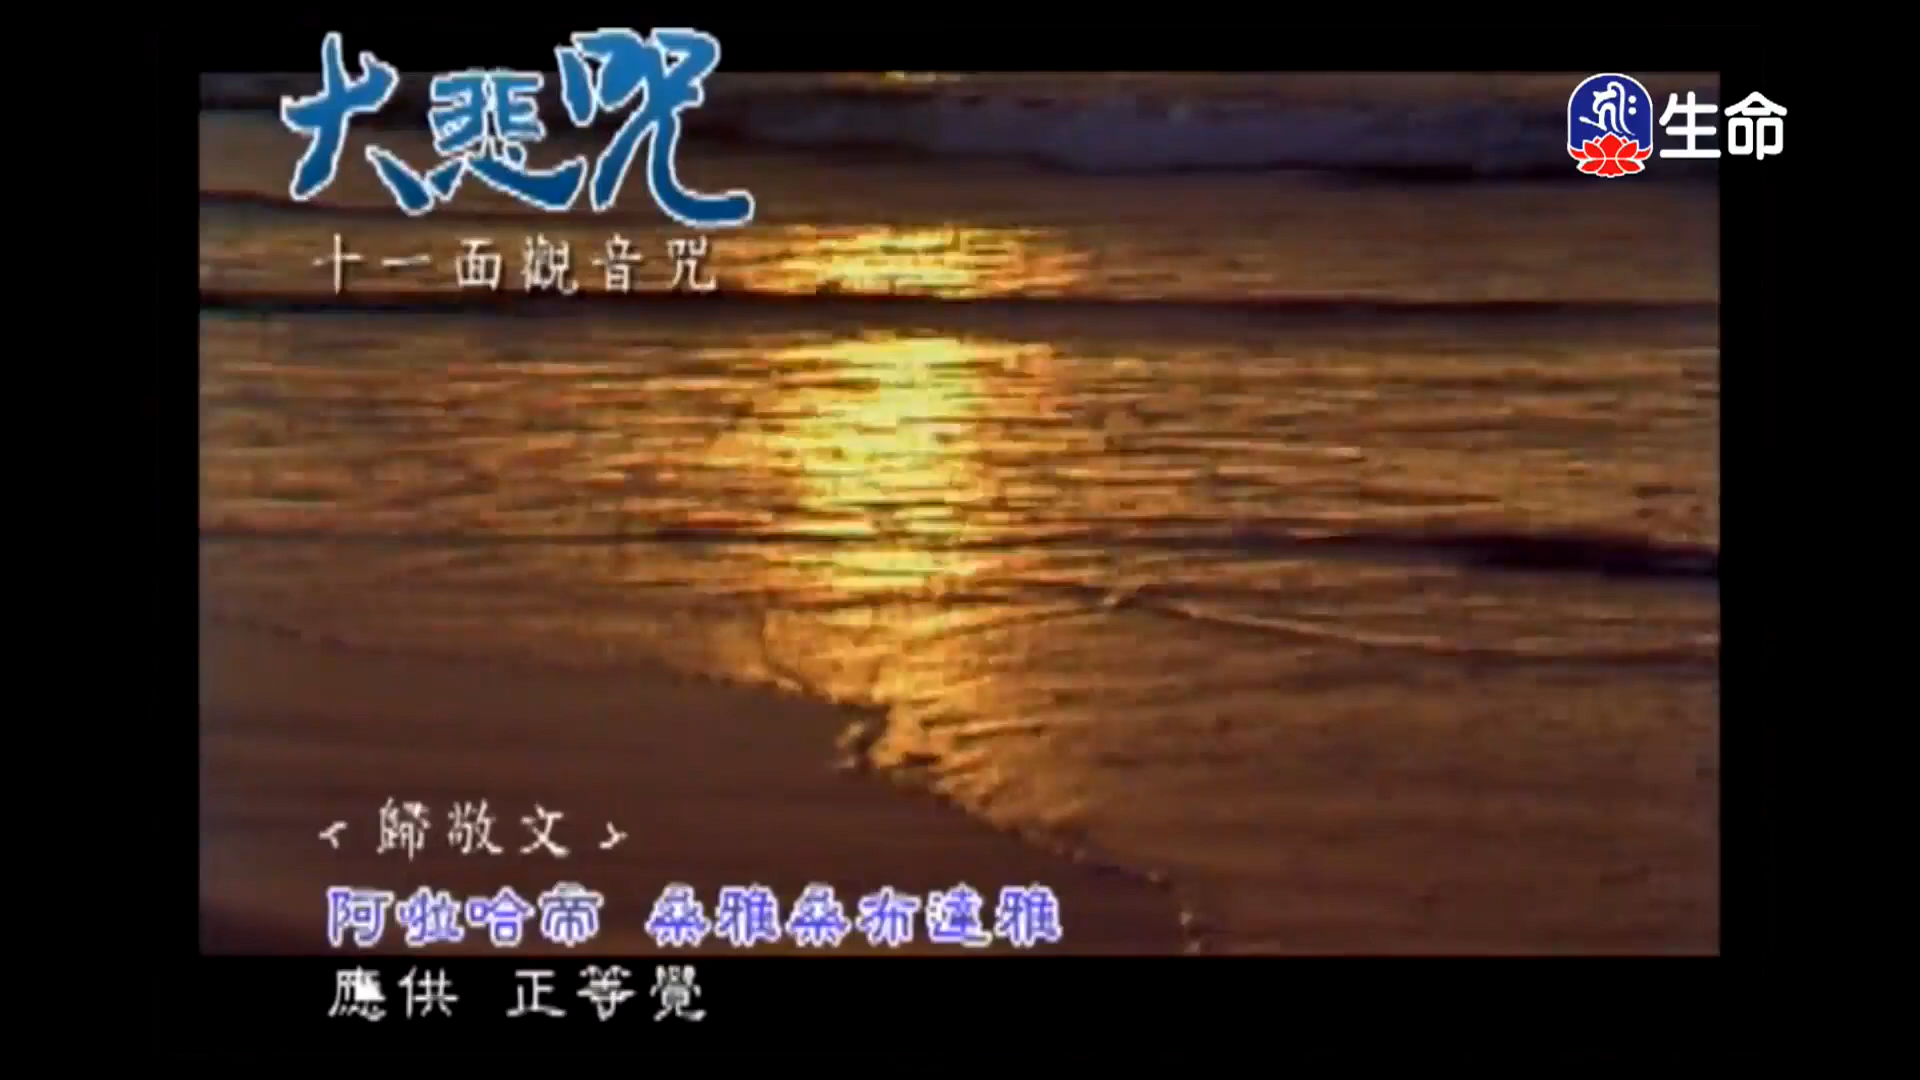 大悲咒
生命
十一面觀音咒
<歸敬文>
阿啦哈帝 桑雅桑布達雅
應供 正等覺